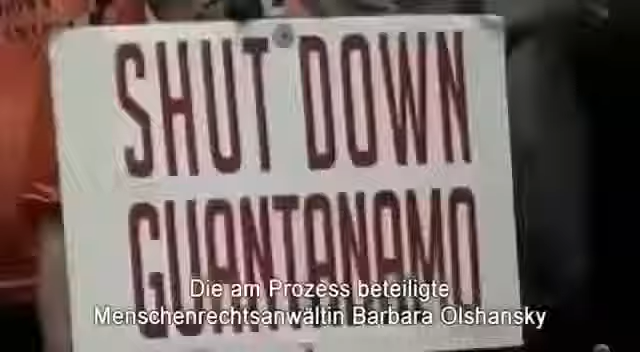 SHUT DOWN
GUANTANAMO
Die am Prozess beteiligte
Menschenrechtsanwältin Barbara Olshansky